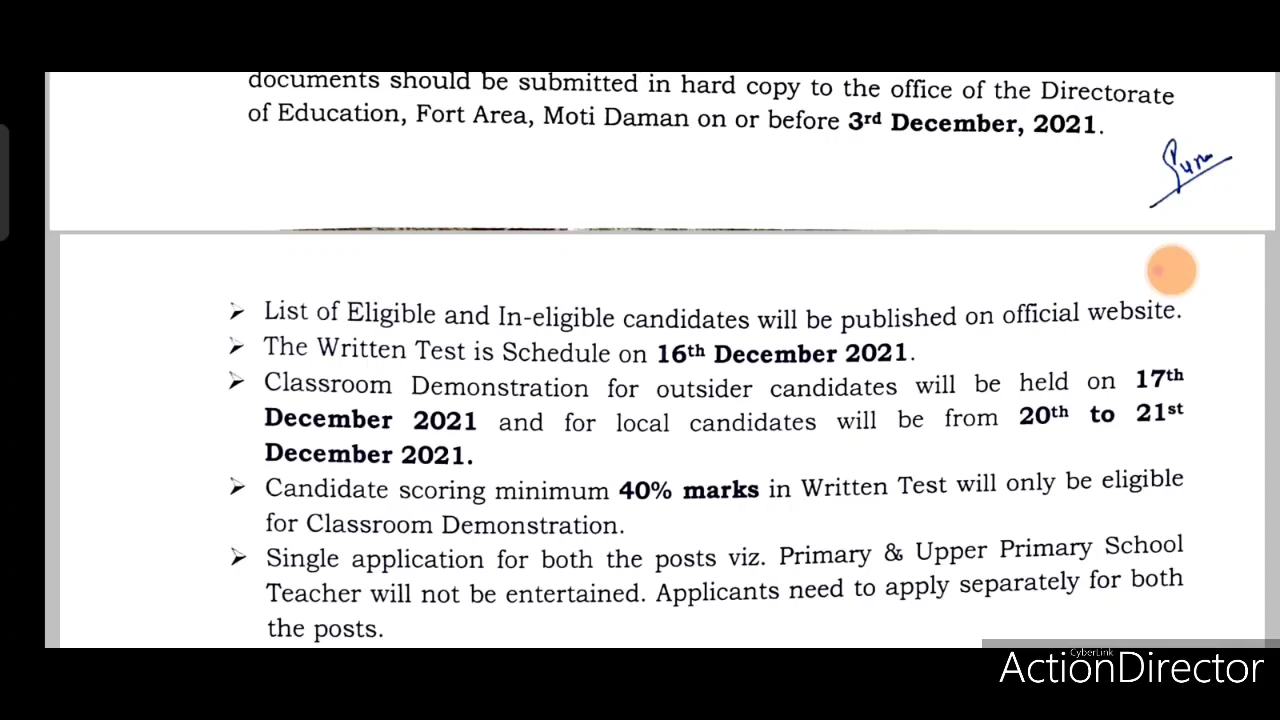 documents should be submitted in hard copy to the office of the Directorate
of Education, Fort Area, Moti Daman on or before 3rd December, 2021.
➢ List of Eligible and In-eligible candidates will be published on official website.
➢ The Written Test is Schedule on 16th December 2021.
➢ Classroom Demonstration for outsider candidates will be held on 17th
December 2021 and for local candidates will be from 20th to 21st
December 2021.
➢ Candidate scoring minimum 40% marks in Written Test will only be eligible
for Classroom Demonstration.
➢ Single application for both the posts viz. Primary & Upper Primary School
Teacher will not be entertained. Applicants need to apply separately for both
the posts.
CyberLink
ActionDirector